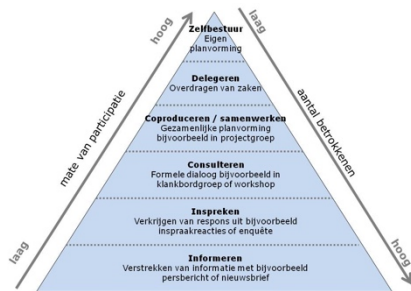 hoog
laag
Zelfbestuur
Eigen
planvorming
Delegeren
Overdragen van zaken
Coproduceren / samenwerken
Gezamenlijke planvorming
bijvoorbeeld in projectgroep
mate van participatie
aantal betrokkenen
Consulteren
Formele dialoog bijvoorbeeld in
klankbordgroep of workshop
Inspreken
Verkrijgen van respons uit bijvoorbeeld
inspraakreacties of enquête
laag
hoog
Informeren
Verstrekken van informatie met bijvoorbeeld
persbericht of nieuwsbrief